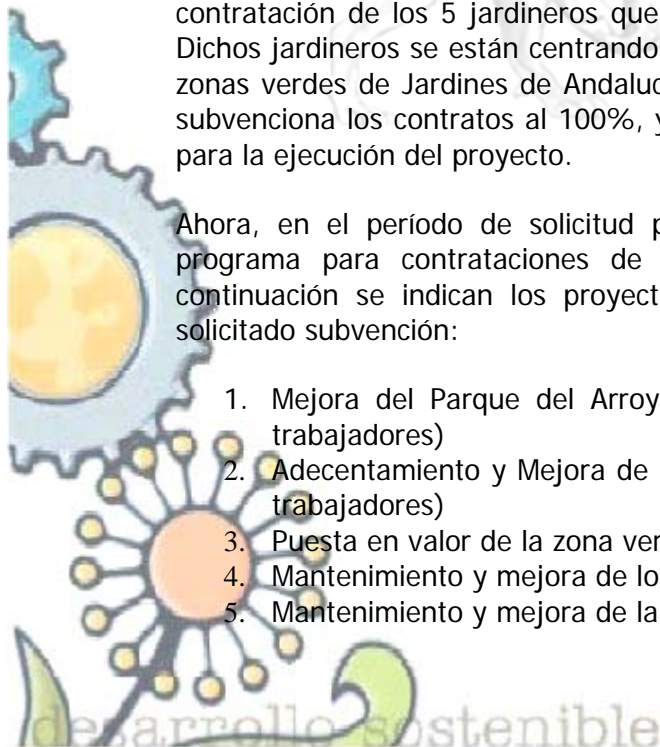 contratación de los 5 jardineros que
Dichos jardineros se están centrando
zonas verdes de Jardines de Andaluc
subvenciona los contratos al 100%, y
para la ejecución del proyecto.
Ahora, en el período de solicitud p
programa para contrataciones de
continuación se indican los proyect
solicitado subvención:
1. Mejora del Parque del Arroy
trabajadores)
2. Adecentamiento y Mejora de
trabajadores)
3. Puesta en valor de la zona ver
4. Mantenimiento y mejora de lo
5. Mantenimiento y mejora de la
desarrollo sostenible